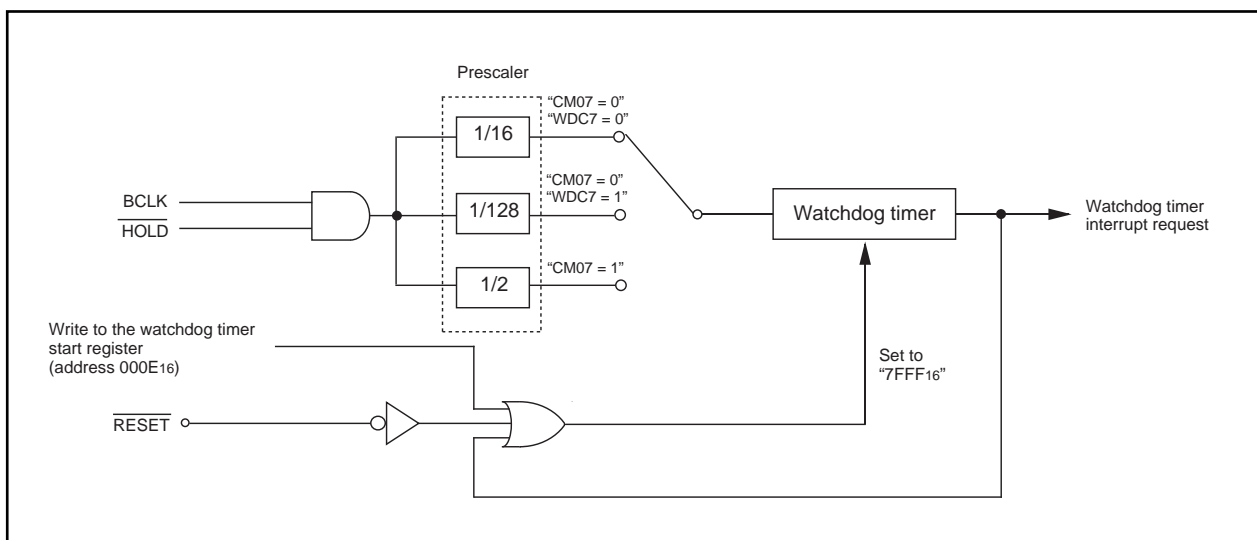 Prescaler
“CM07 = 0”
“WDC7 = 0”
1/16
BCLK
HOLD
“CM07 = 0”
“WDC7 = 1”
1/128
Watchdog timer
Watchdog timer
interrupt request
“CM07 = 1”
1/2
Write to the watchdog timer
start register
(address 000E16)
Set to
“7FFF16”
RESET